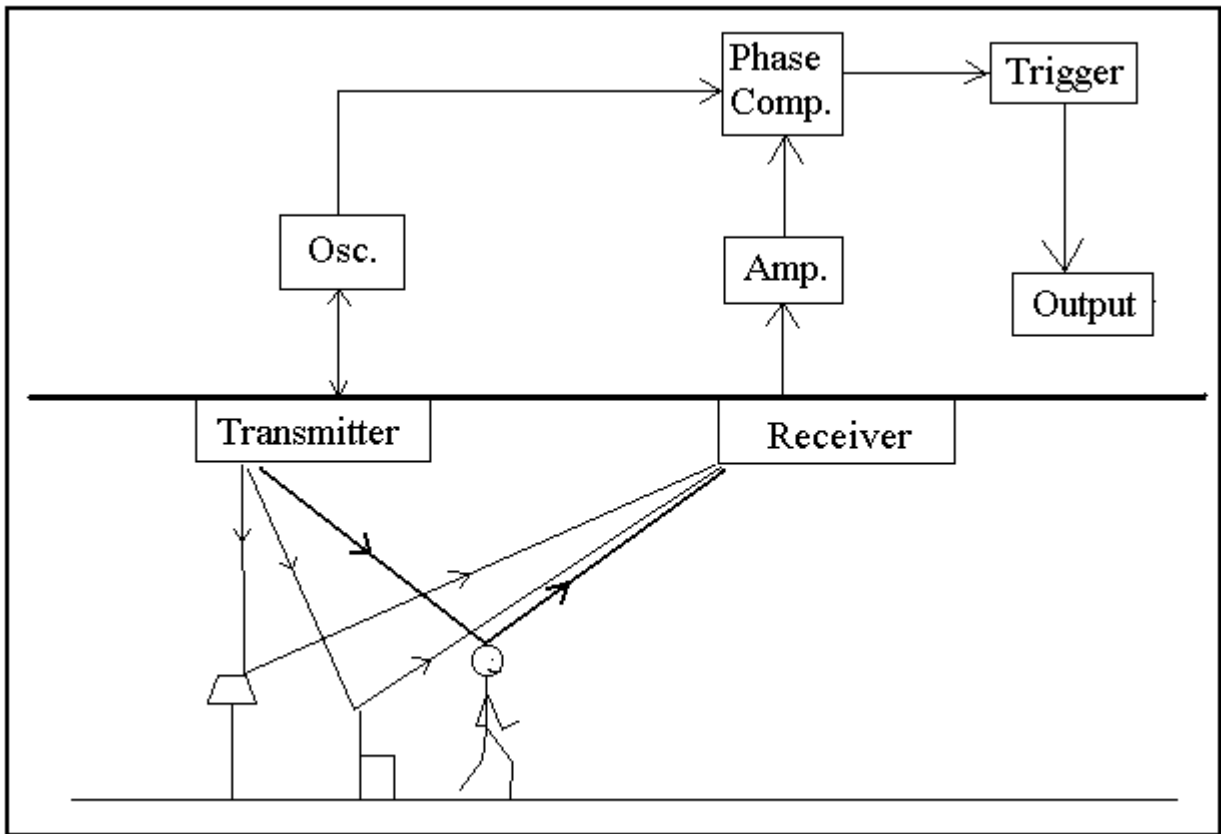 Phase
Comp.
Trigger
Osc.
Amp.
Output
Transmitter
Receiver